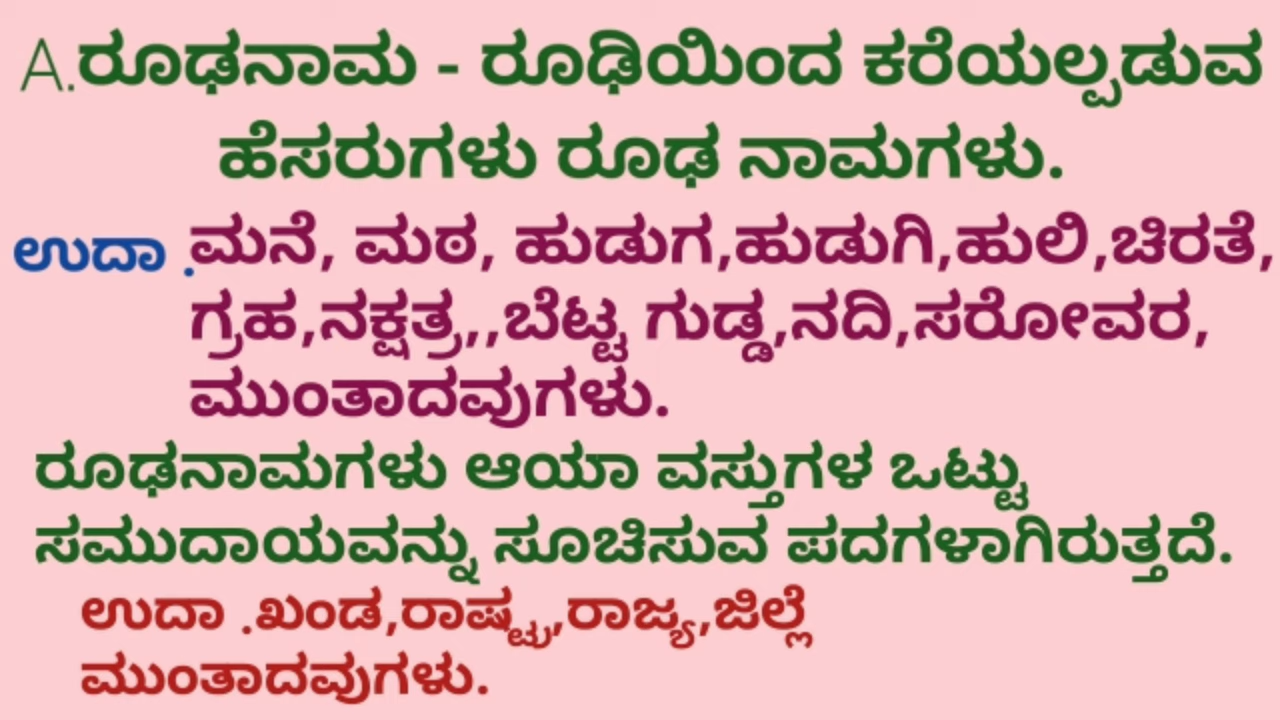 A.ರೂಢನಾಮ - ರೂಢಿಯಿಂದ ಕರೆಯಲ್ಪಡುವ
ಹೆಸರುಗಳು ರೂಢ ನಾಮಗಳು.
ಉದಾ .ಮನೆ, ಮಠ, ಹುಡುಗ,ಹುಡುಗಿ,ಹುಲಿ,ಚಿರತೆ,
ಗ್ರಹ,ನಕ್ಷತ್ರ,,ಬೆಟ್ಟ ಗುಡ್ಡ,ನದಿ,ಸರೋವರ,
ಮುಂತಾದವುಗಳು.
ರೂಢನಾಮಗಳು ಆಯಾ ವಸ್ತುಗಳ ಒಟ್ಟು
ಸಮುದಾಯವನ್ನು ಸೂಚಿಸುವ ಪದಗಳಾಗಿರುತ್ತದೆ.
ಉದಾ .ಖಂಡ,ರಾಷ್ಟ್ರ,ರಾಜ್ಯ,ಜಿಲ್ಲೆ
ಮುಂತಾದವುಗಳು.